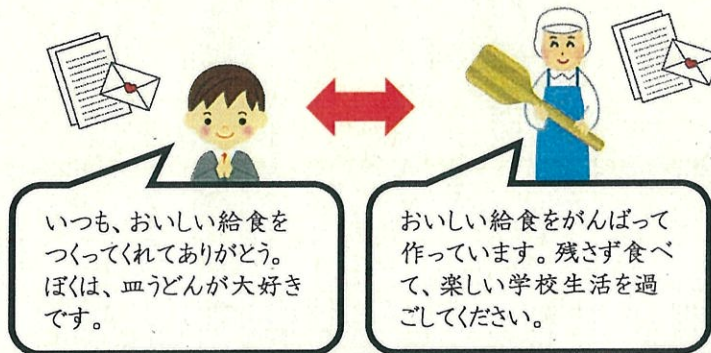 いつも、おいしい給食を
つくってくれてありがとう。
ぼくは、皿うどんが大好き
です。
おいしい給食をがんばって
作っています。残さず食べ
て、楽しい学校生活を過
ごしてください。